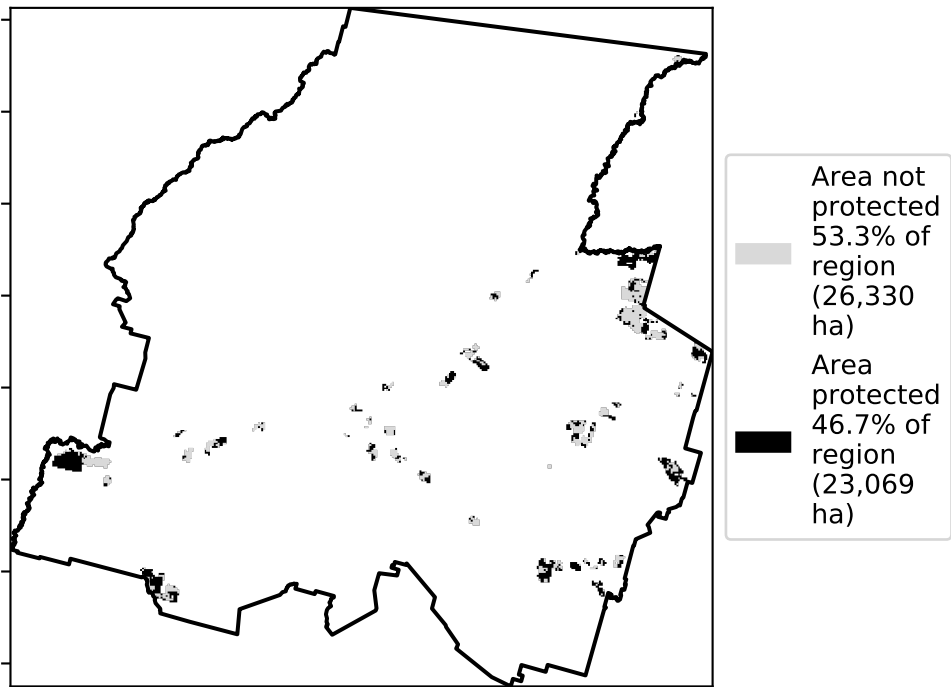 Area not
protected
53.3% of
region
(26,330
ha)
Area
protected
46.7% of
region
(23,069
ha)